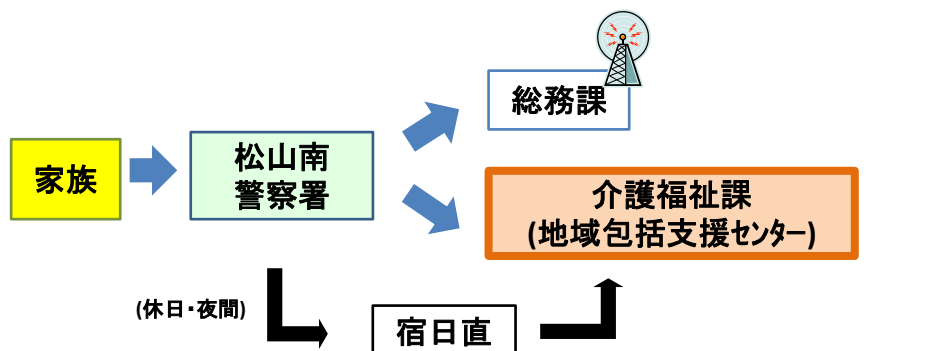 総務課
家族
松山南
警察署
介護福祉課
(地域包括支援ｾﾝﾀｰ)
(休日・夜間)
宿日直